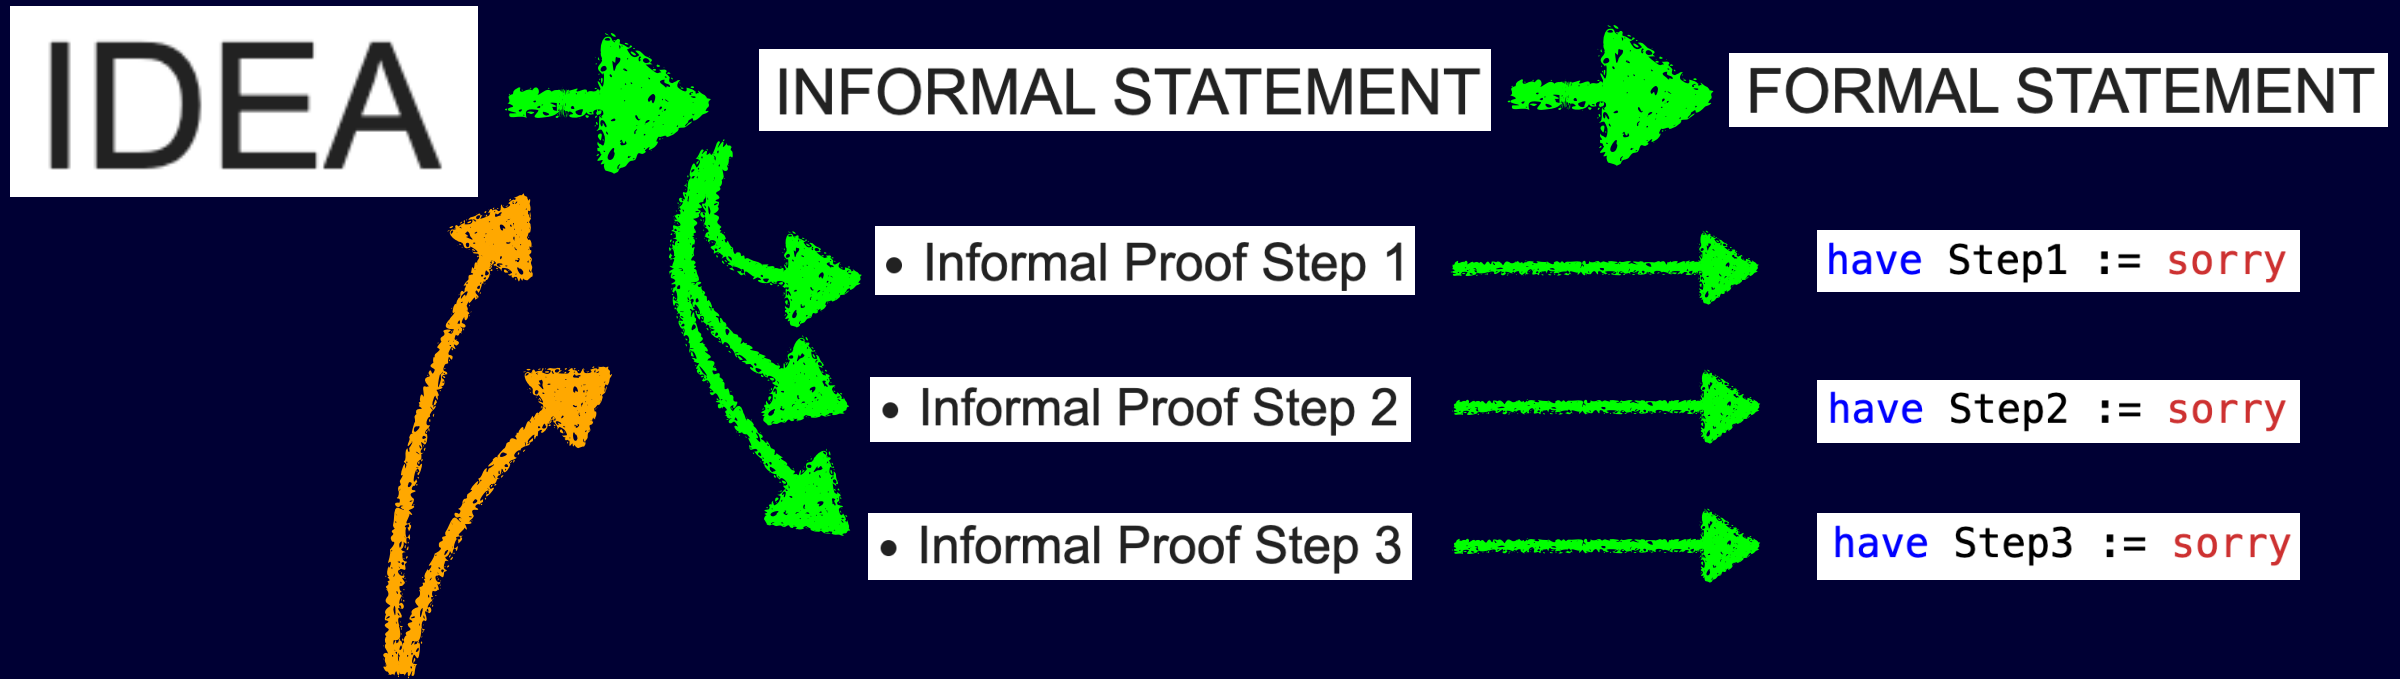 IDEA
INFORMAL STATEMENT
FORMAL STATEMENT
• Informal Proof Step 1
have Step1 := sorry
• Informal Proof Step 2
have Step2 := sorry
• Informal Proof Step 3
have Step3 := sorry